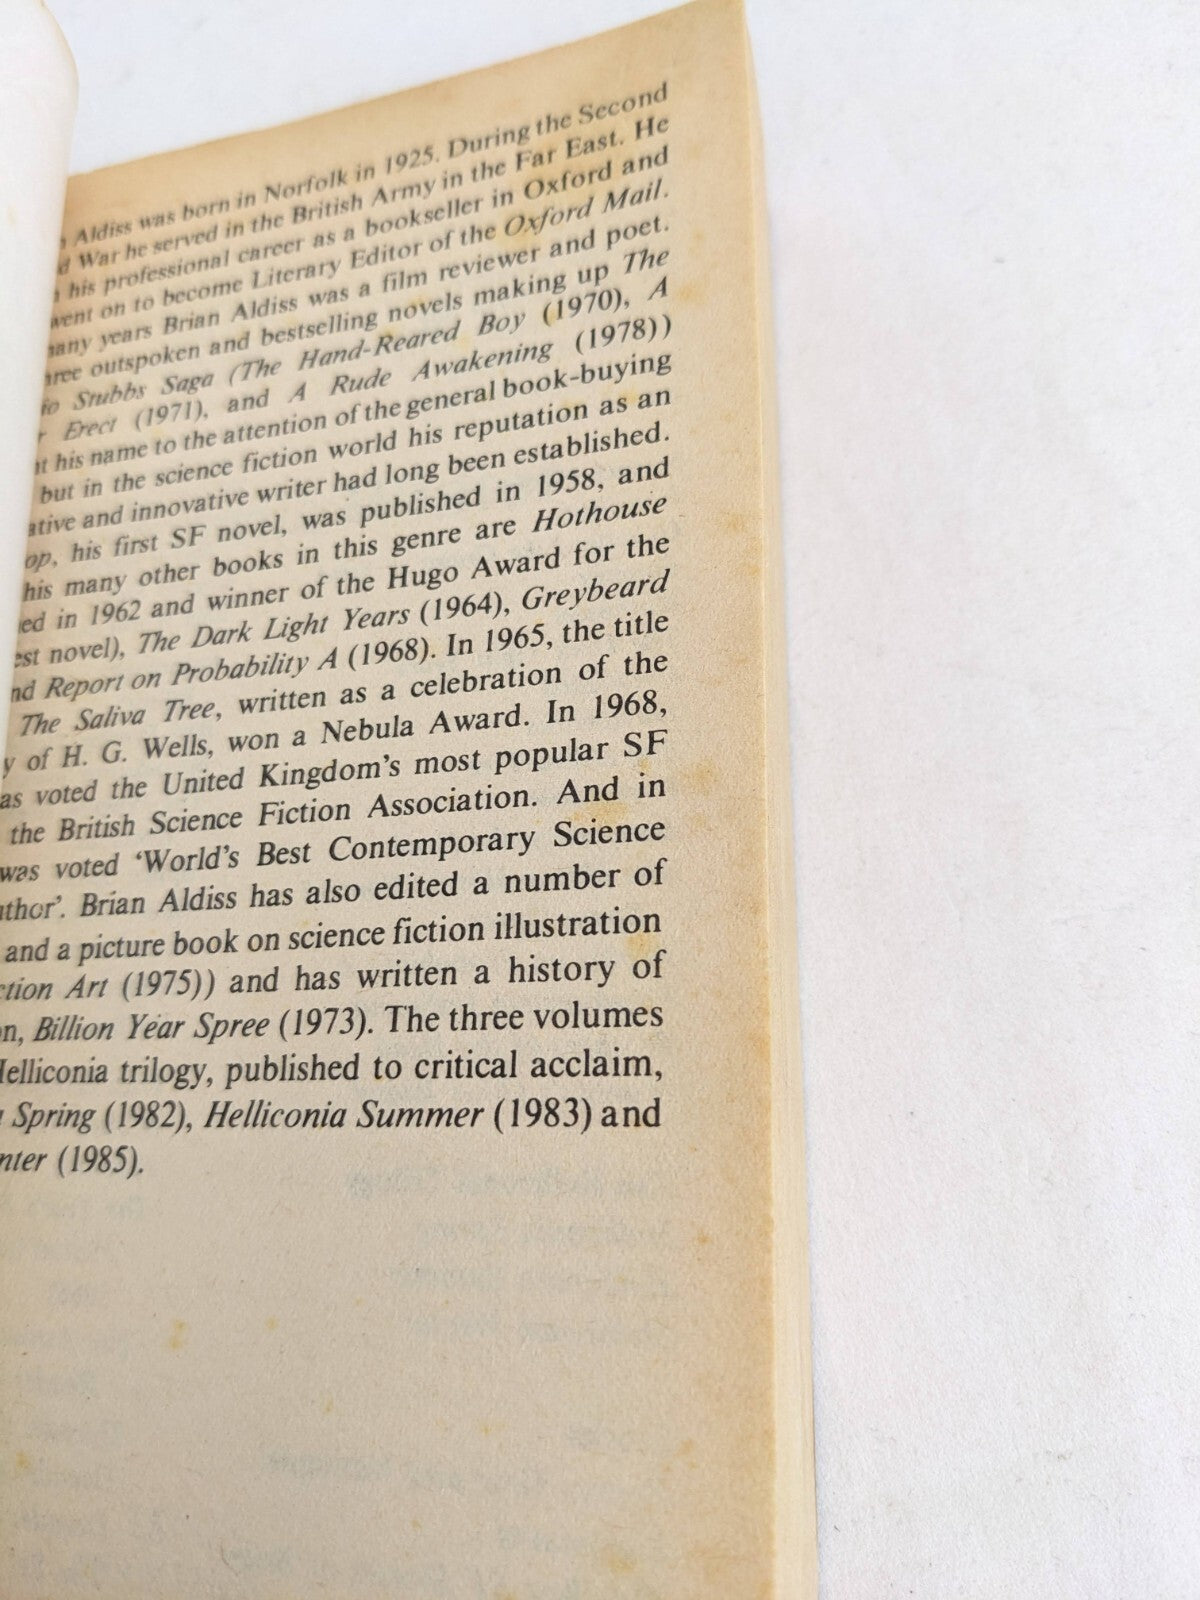 Aldiss was born in Norfolk in 1925. During the Second
War he served in the British Army in the Far East. He
his professional career as a bookseller in Oxford and
went on to become Literary Editor of the Oxford Mail.
many years Brian Aldiss was a film reviewer and poet.
three outspoken and bestselling novels making up The
Stubbs Saga (The Hand-Reared Boy (1970), A
Erect (1971), and A Rude Awakening (1978))
his name to the attention of the general book-buying
but in the science fiction world his reputation as an
ative and innovative writer had long been established.
op, his first SF novel, was published in 1958, and
his many other books in this genre are Hothouse
ed in 1962 and winner of the Hugo Award for the
est novel), The Dark Light Years (1964), Greybeard
nd Report on Probability A (1968). In 1965, the title
The Saliva Tree, written as a celebration of the
y of H. G. Wells, won a Nebula Award. In 1968,
as voted the United Kingdom's most popular SF
the British Science Fiction Association. And in
was voted 'World's Best Contemporary Science
uthor'. Brian Aldiss has also edited a number of
and a picture book on science fiction illustration
ction Art (1975)) and has written a history of
on, Billion Year Spree (1973). The three volumes
Helliconia trilogy, published to critical acclaim,
Spring (1982), Helliconia Summer (1983) and
nter (1985).